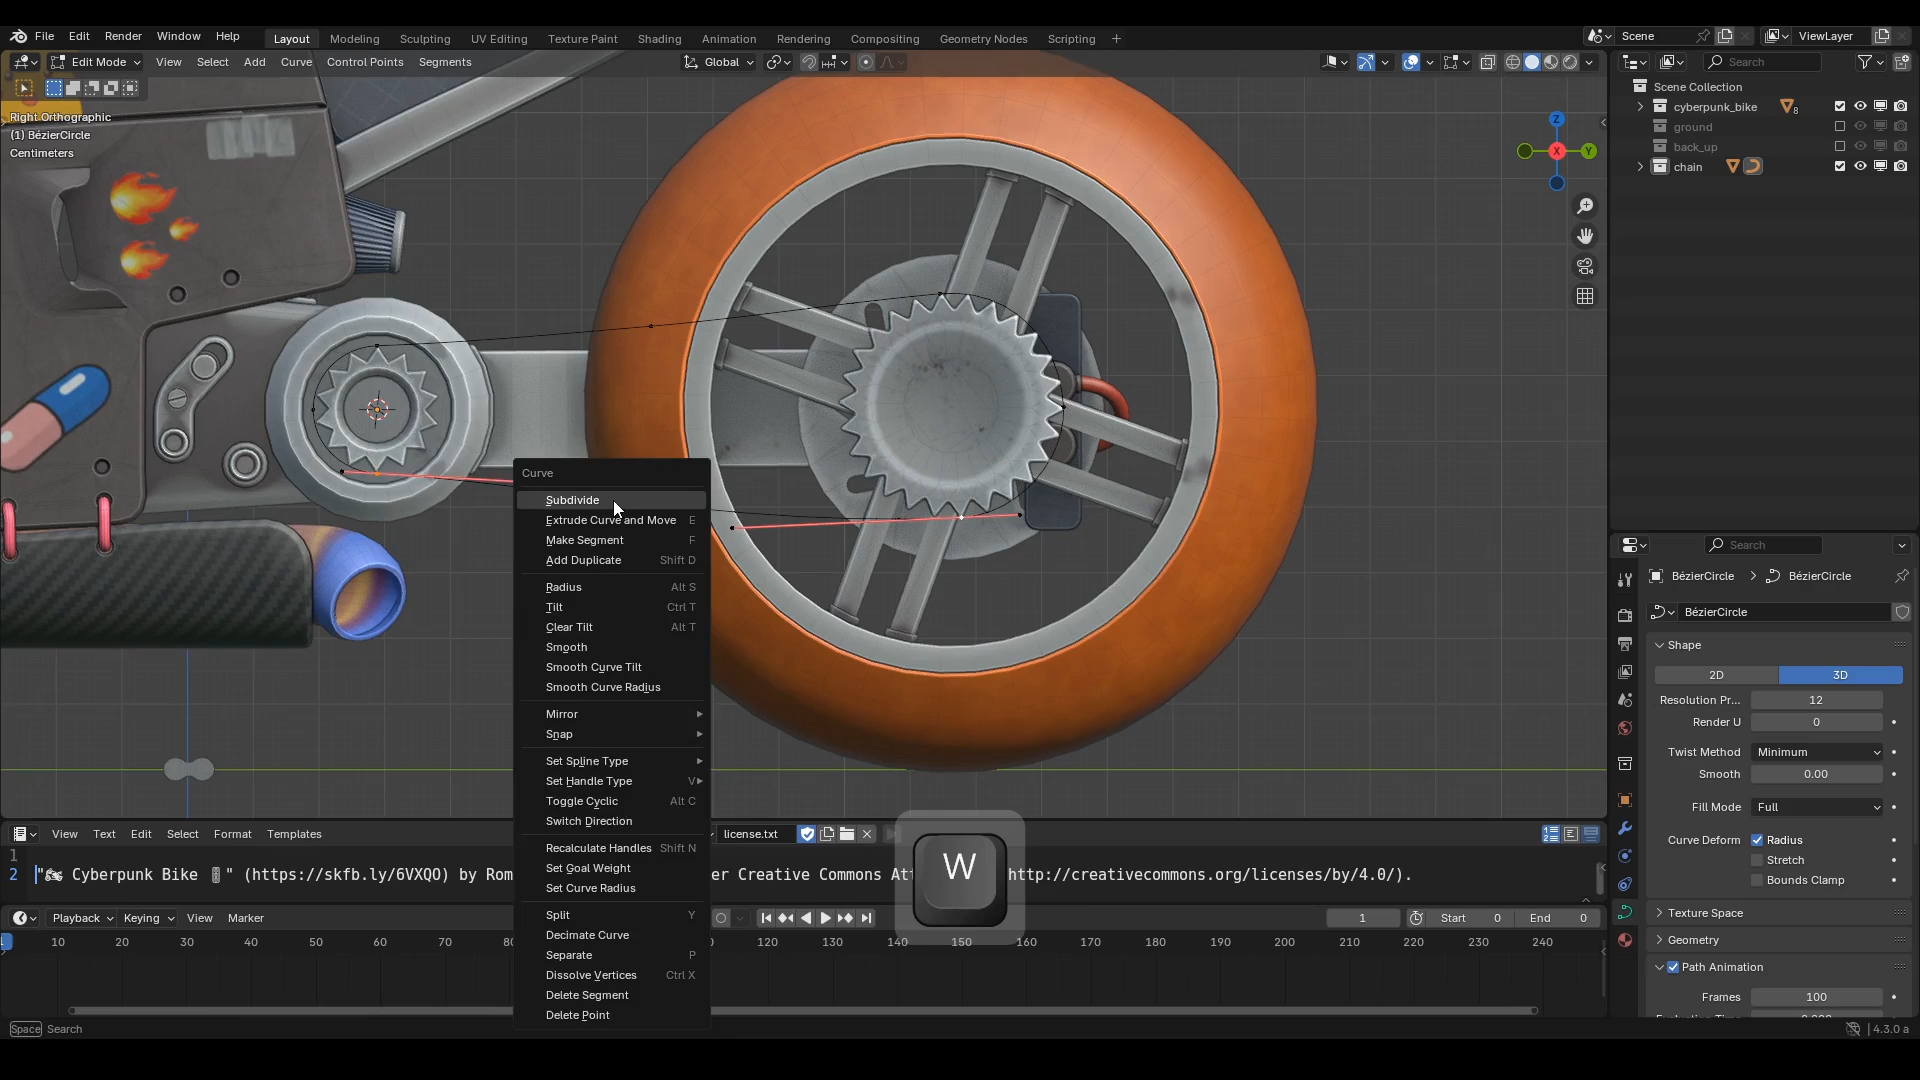 File Edit Render Window Help Layout Modeling Sculpting UV Editing Texture Paint Shading Animation Rendering Compositing Geometry Nodes Scripting + Scene ViewLayer
Edit Mode View Select Add Curve Control Points Segments Global Search
Right Orthographic
(1) BézierCircle
Centimeters
Z
X
Y
Scene Collection
cyberpunk_bike 8
ground
back_up
chain
Curve
Subdivide
Extrude Curve and Move E
Make Segment F
Add Duplicate Shift D
Radius Alt S
Tilt Ctrl T
Clear Tilt Alt T
Smooth
Smooth Curve Tilt
Smooth Curve Radius
Mirror
Snap
Set Spline Type
Set Handle Type V
Toggle Cyclic Alt C
Switch Direction
Recalculate Handles Shift N
Set Goal Weight
Set Curve Radius
Split Y
Decimate Curve
Separate P
Dissolve Vertices Ctrl X
Delete Segment
Delete Point
Search
BézierCircle > BézierCircle
BézierCircle
Shape
2D 3D
Resolution Pr... 12
Render U 0
Twist Method Minimum
Smooth 0.00
Fill Mode Full
Curve Deform Radius
Stretch
Bounds Clamp
Texture Space
Geometry
Path Animation
Frames 100
View Text Edit Select Format Templates license.txt
1
2 "🏍 Cyberpunk Bike 🚦" (https://skfb.ly/6VXQO) by Rom er Creative Commons Att http://creativecommons.org/licenses/by/4.0/).
W
Playback Keying View Marker 1 Start 0 End 0
1 10 20 30 40 50 60 70 80 120 130 140 150 160 170 180 190 200 210 220 230 240
Space Search 4.3.0 a